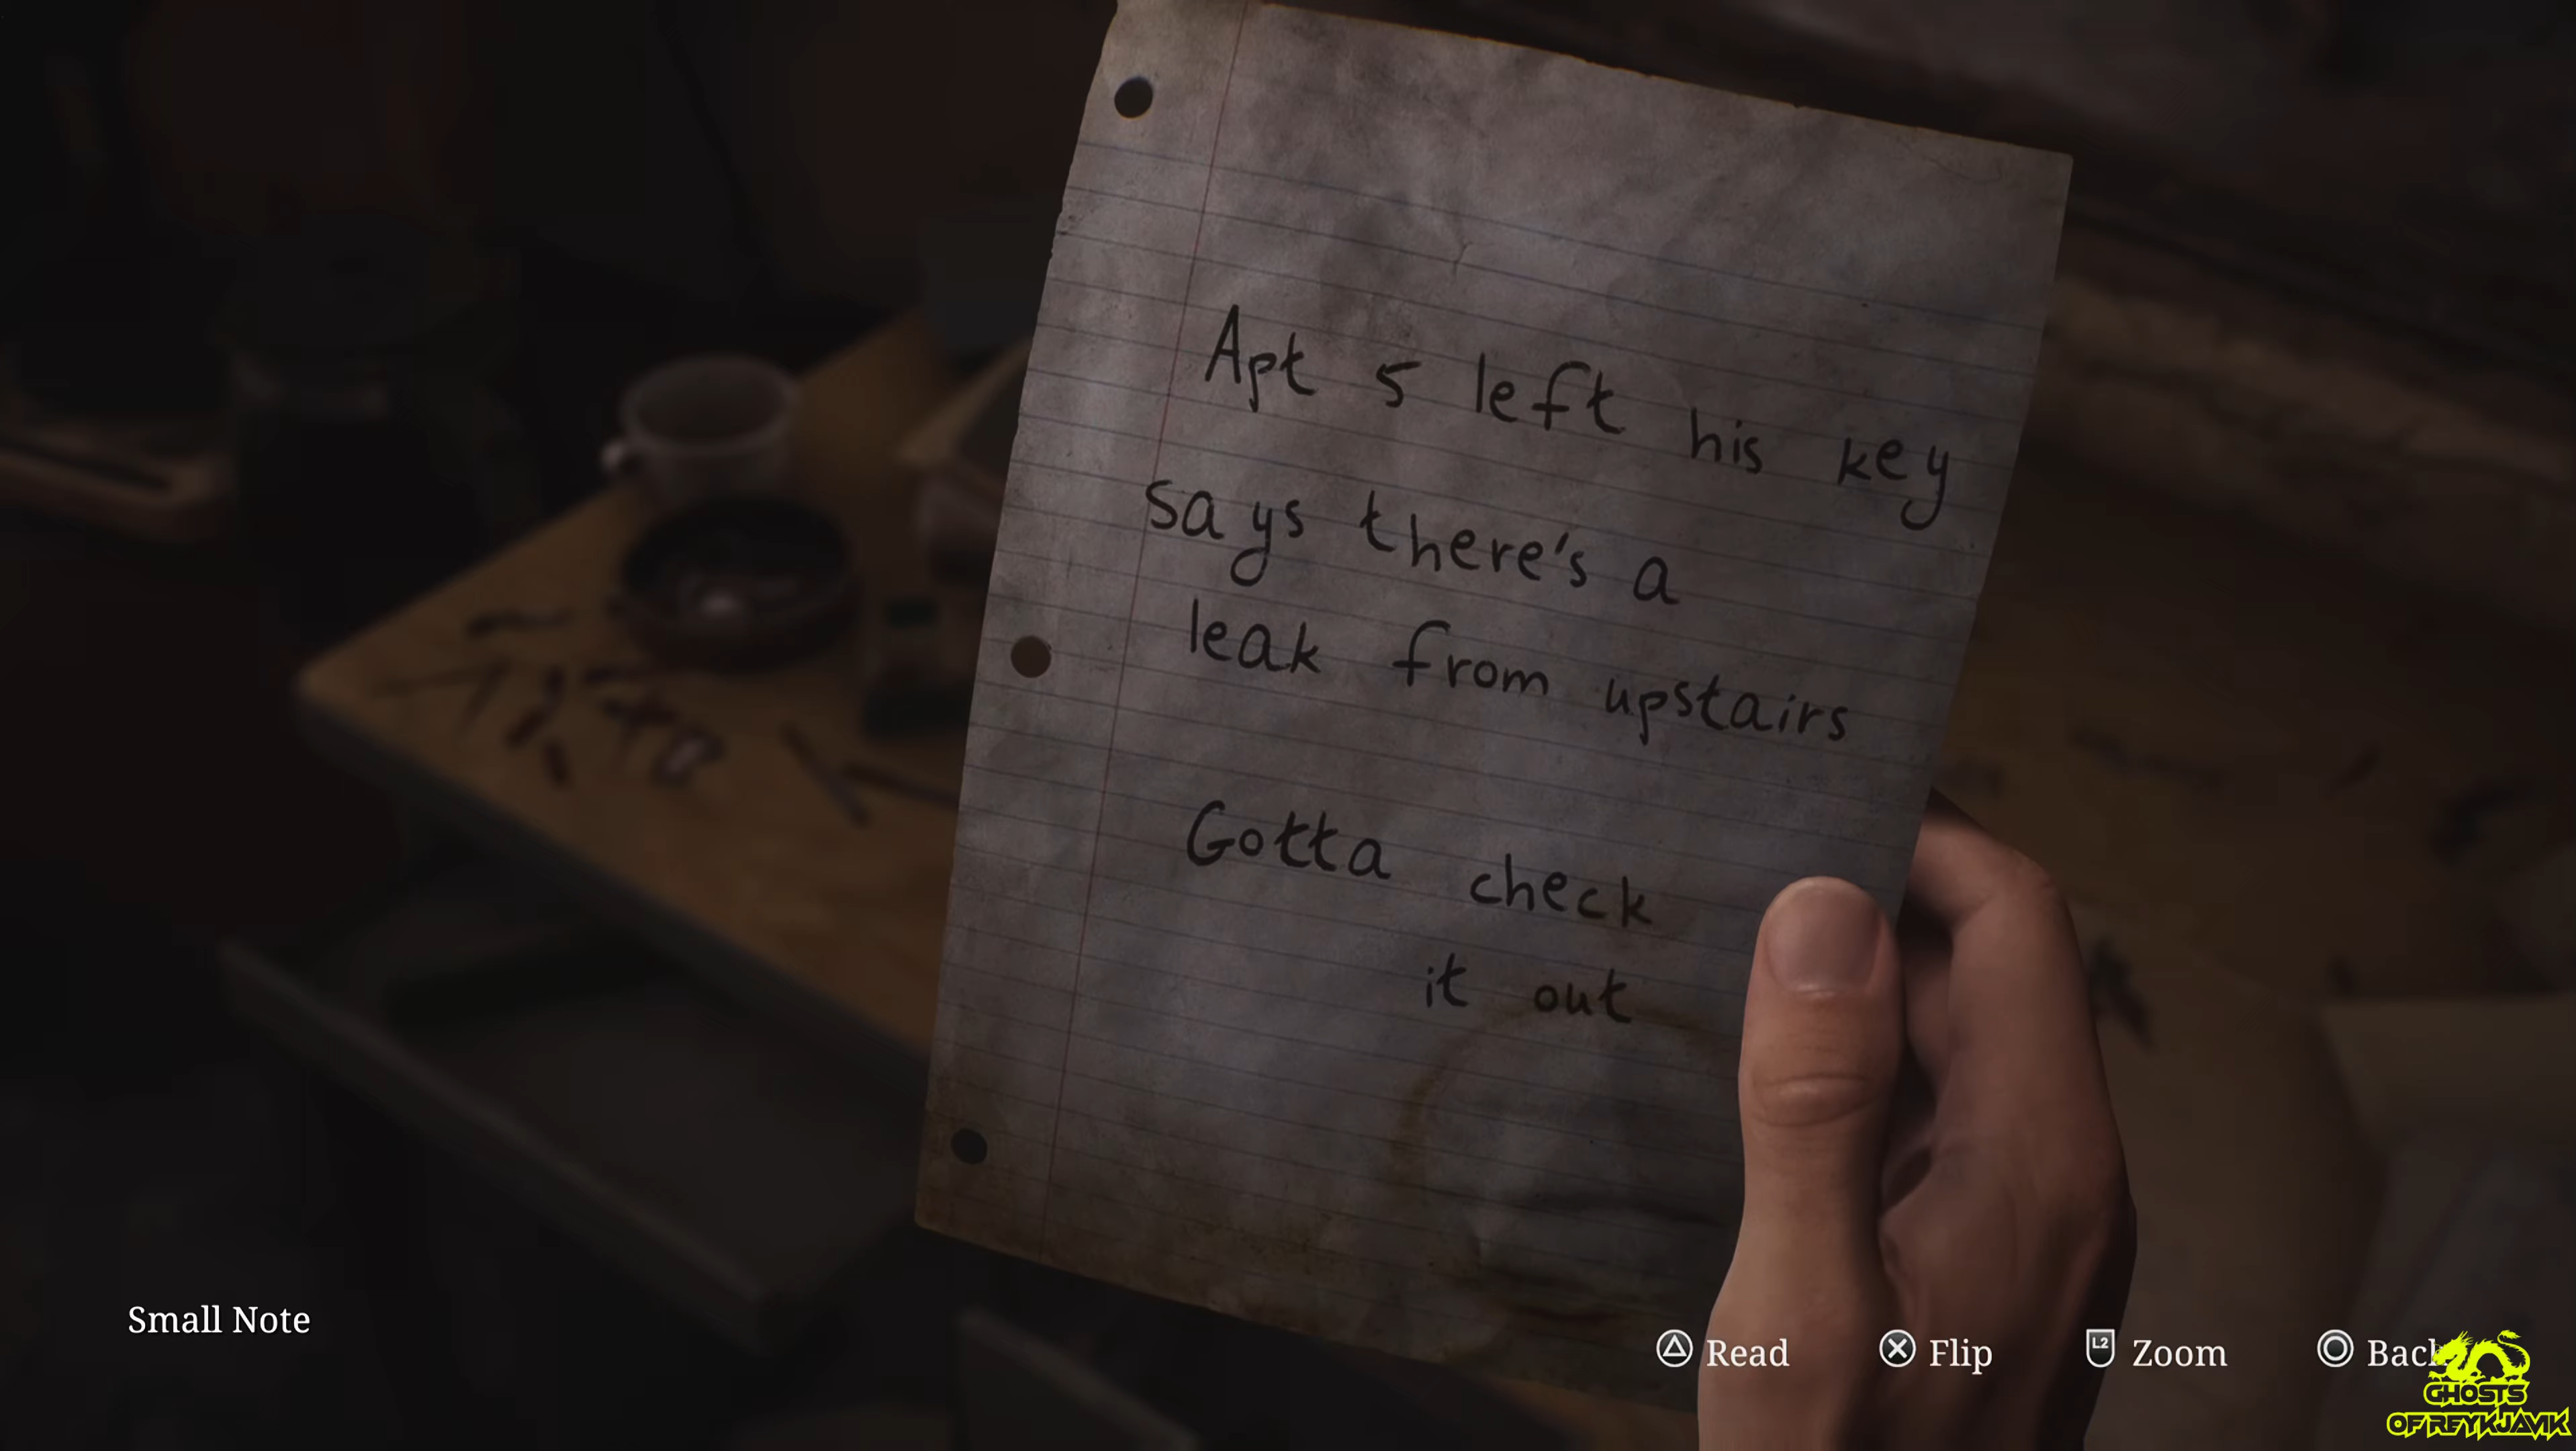 Apt 5 left his key
says there's a
leak from upstairs
Gotta check
it out
Small Note
Read
Flip
L2 Zoom
Back
GHOSTS
OF REYKJAVIK